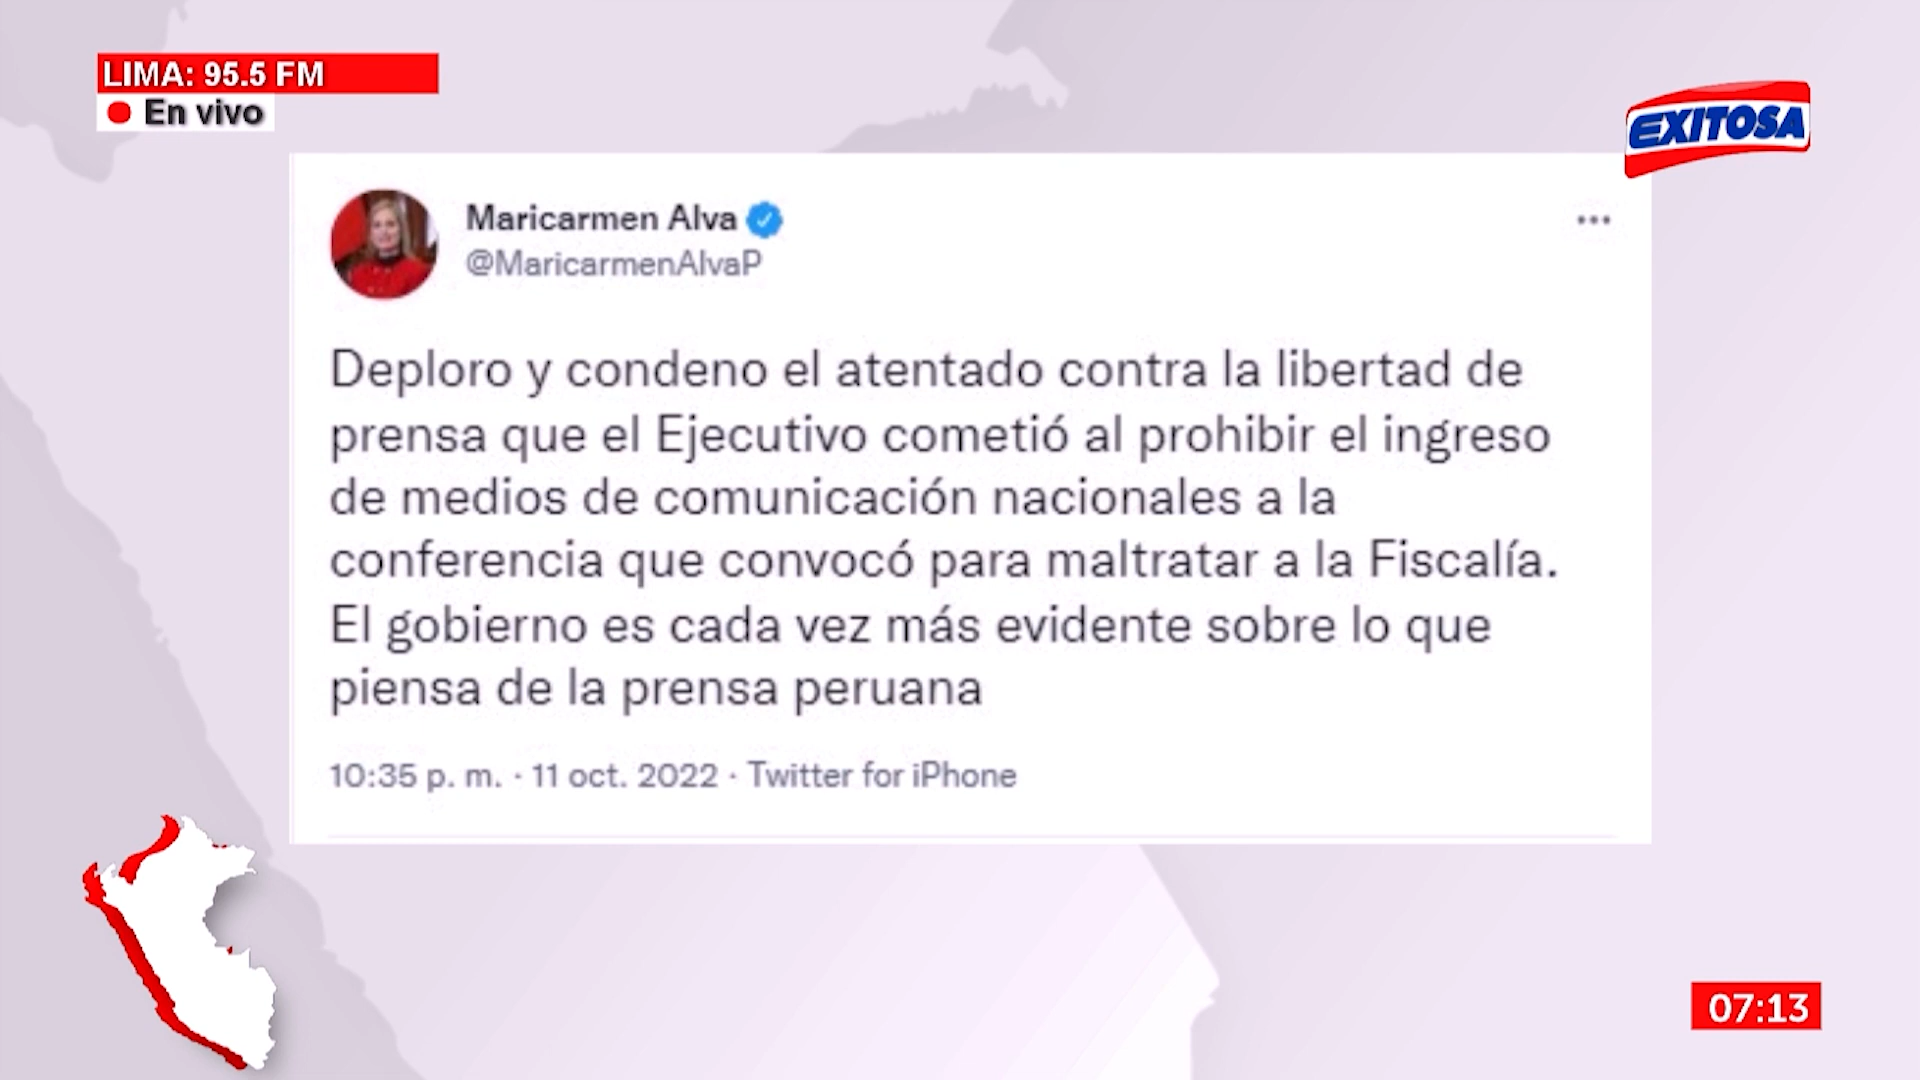 LIMA: 95.5 FM
En vivo
EXITOSA
Maricarmen Alva
@MaricarmenAlvaP
Deploro y condeno el atentado contra la libertad de
prensa que el Ejecutivo cometió al prohibir el ingreso
de medios de comunicación nacionales a la
conferencia que convocó para maltratar a la Fiscalía.
El gobierno es cada vez más evidente sobre lo que
piensa de la prensa peruana
10:35 p. m. · 11 oct. 2022 · Twitter for iPhone
07:13